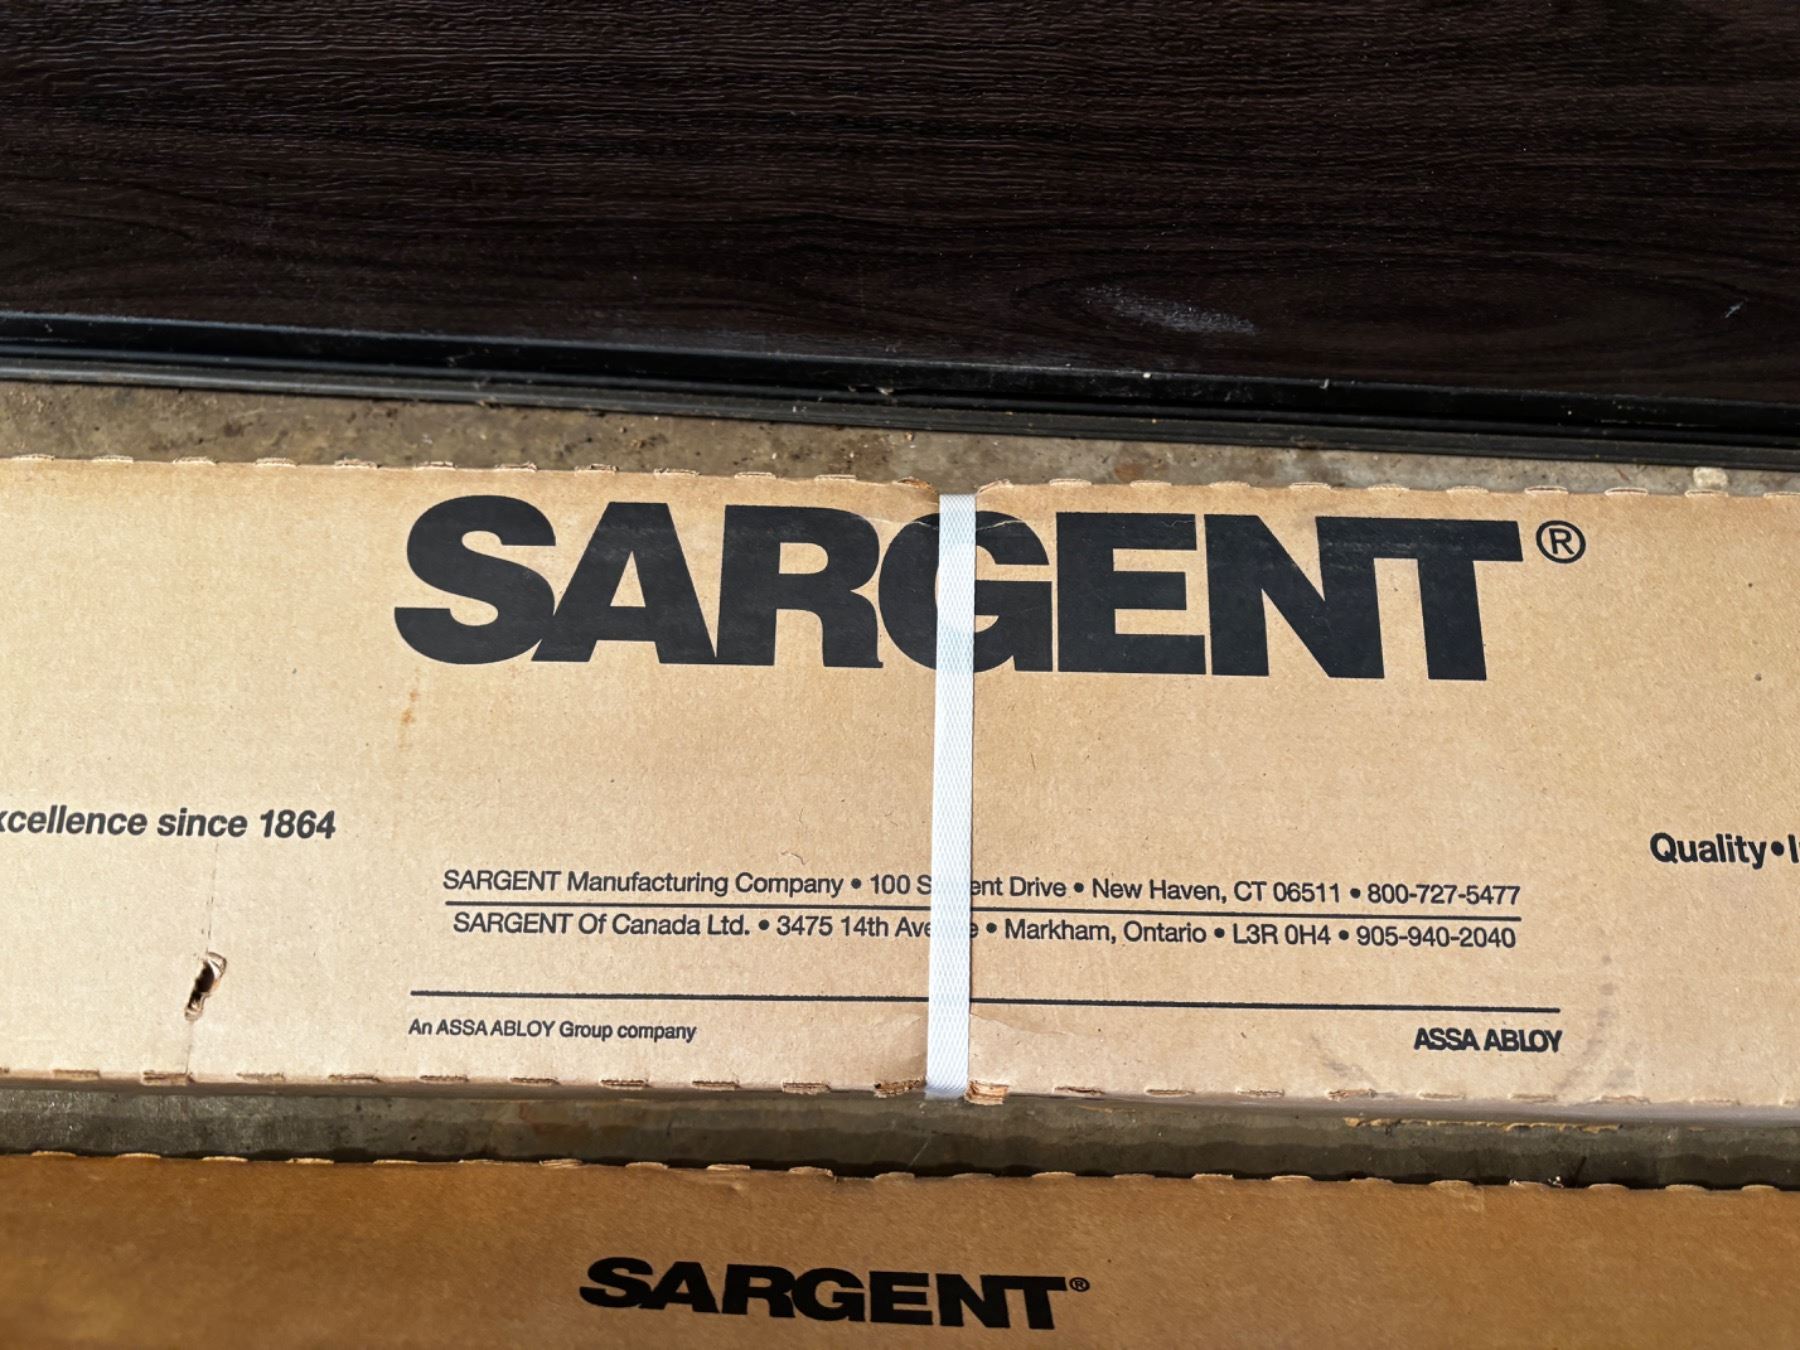 SARGENT®
excellence since 1864
Quality•I
SARGENT Manufacturing Company • 100 Drive • New Haven, CT 06511 • 800-727-5477
SARGENT Of Canada Ltd. • 3475 14th • Markham, Ontario • L3R 0H4 • 905-940-2040
An ASSA ABLOY Group company
ASSA ABLOY
SARGENT®